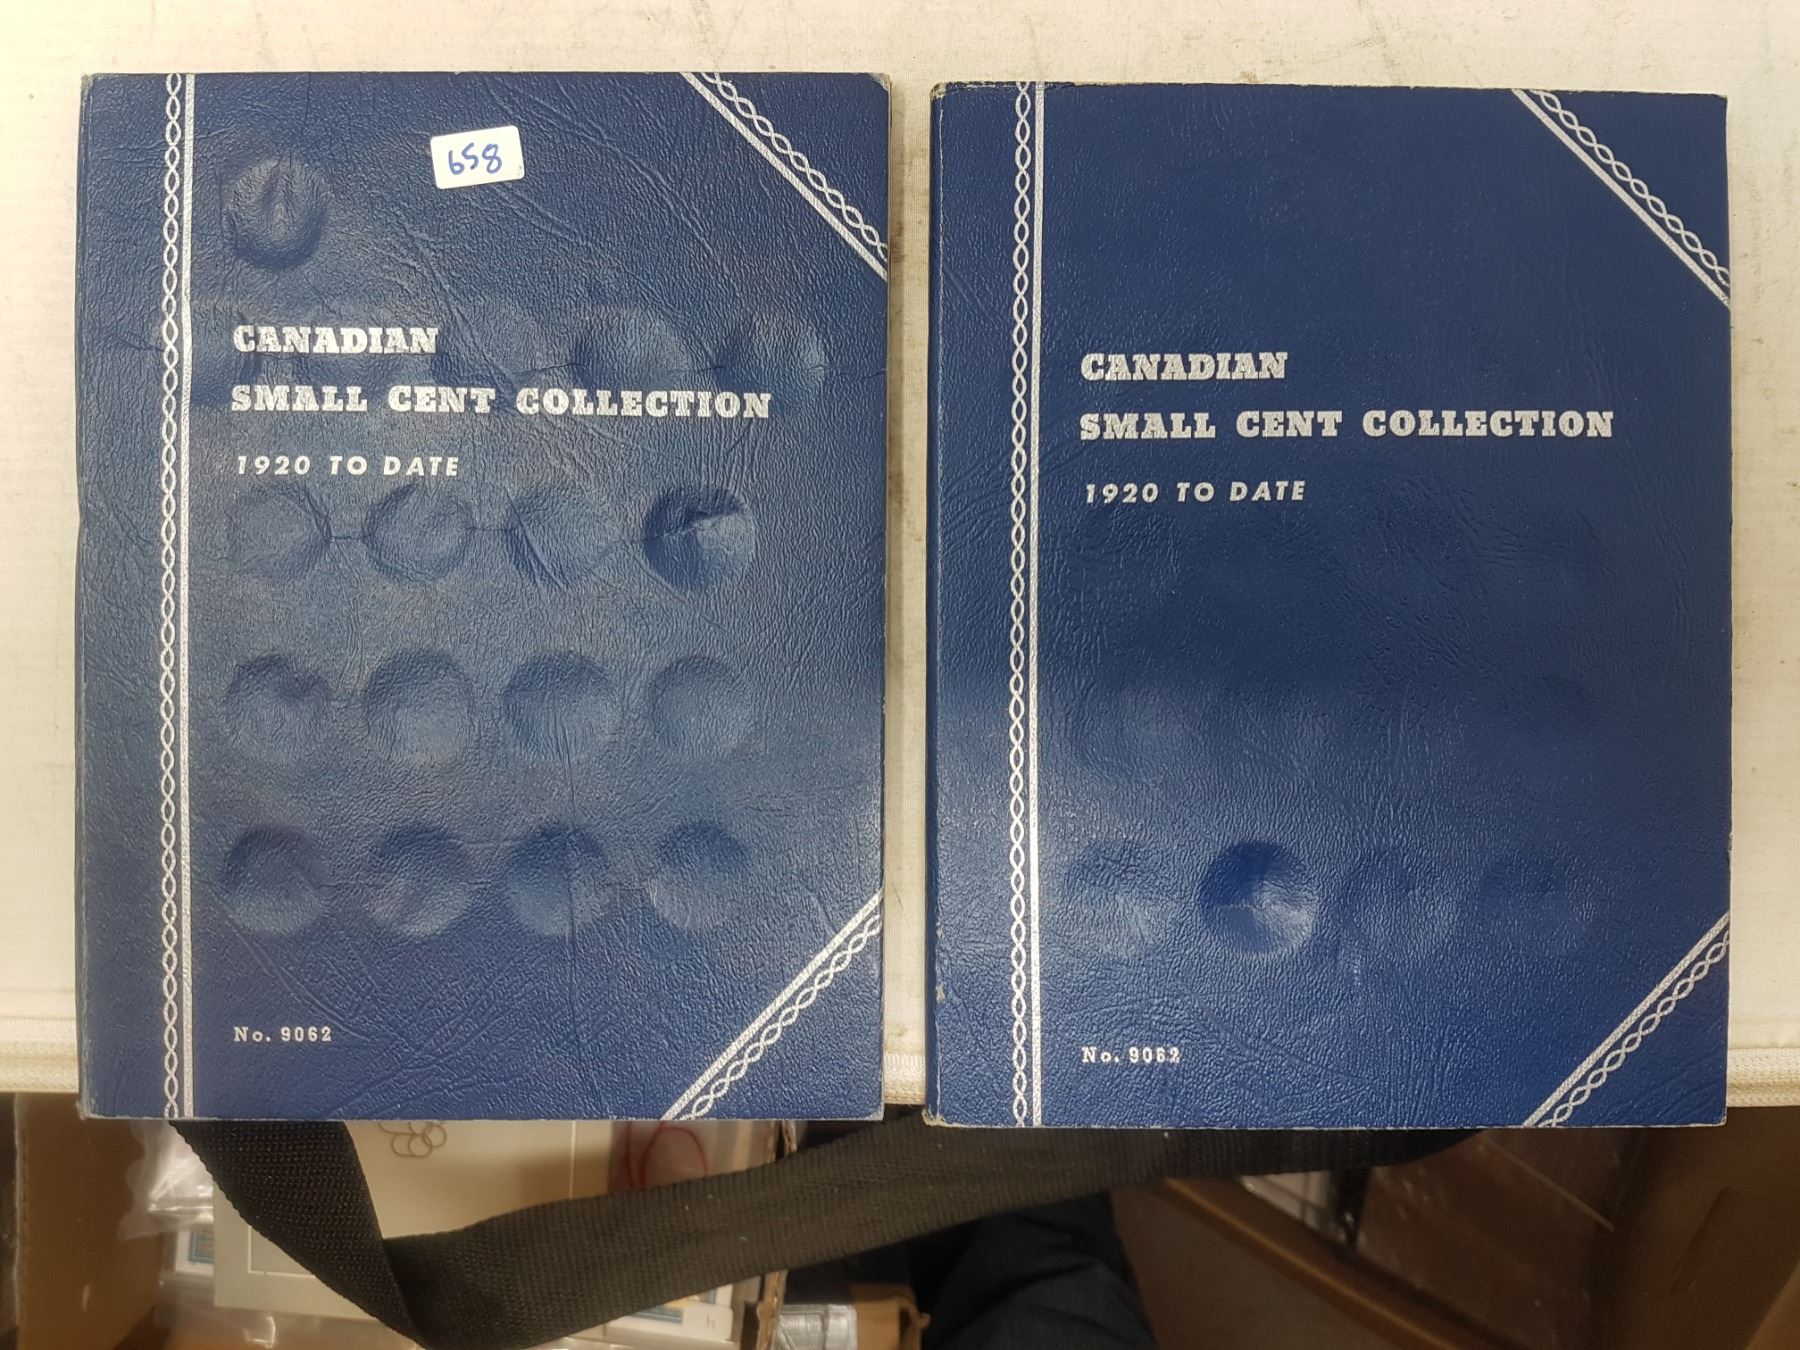 658
CANADIAN
SMALL CENT COLLECTION
1920 TO DATE
No. 9062
CANADIAN
SMALL CENT COLLECTION
1920 TO DATE
No. 9062